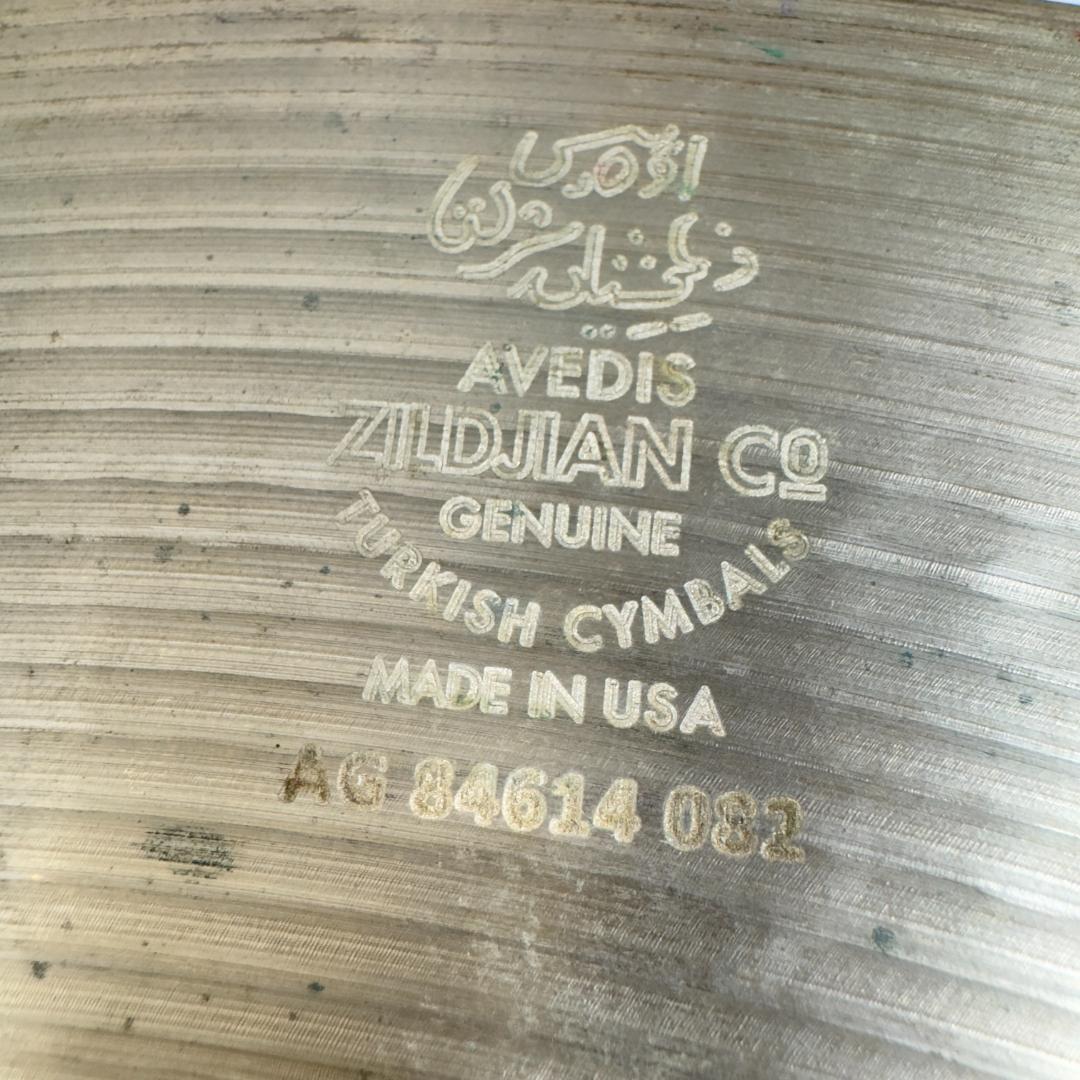 AVEDIS
ZILDJIAN Cº
GENUINE
TURKISH CYMBALS
MADE IN USA
AG 84614 082